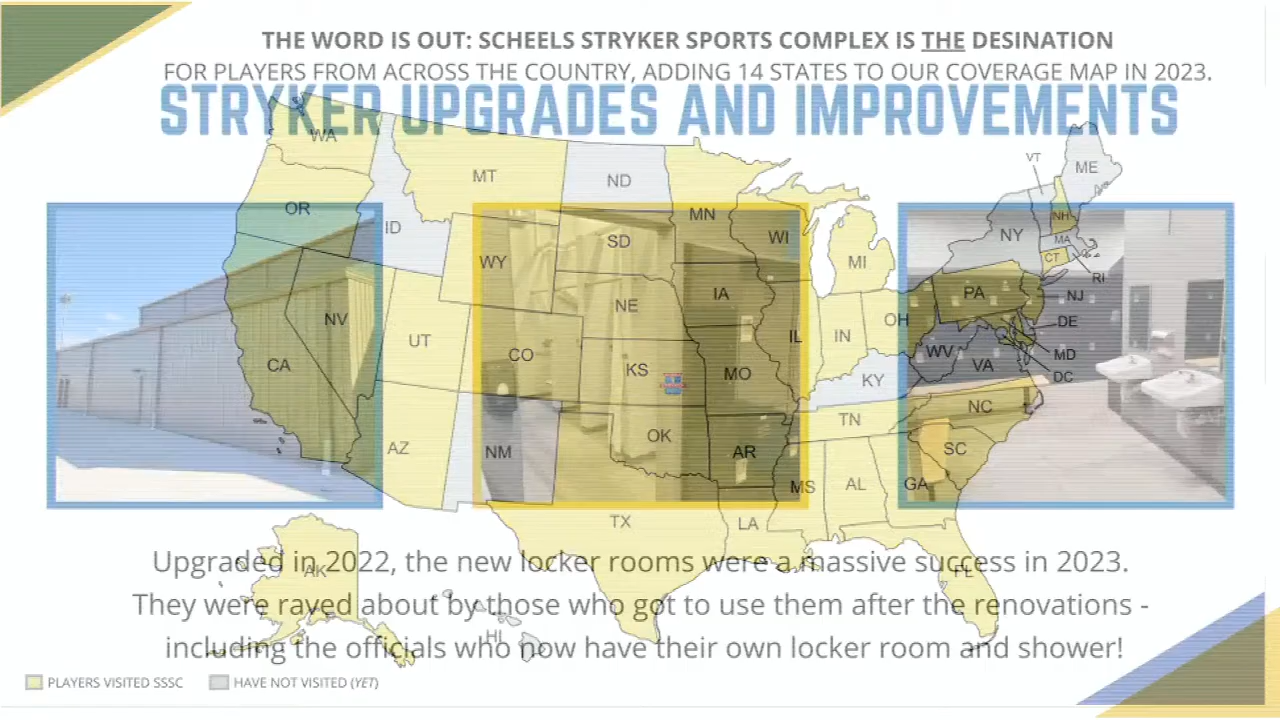 THE WORD IS OUT: SCHEELS STRYKER SPORTS COMPLEX IS THE DESINATION
FOR PLAYERS FROM ACROSS THE COUNTRY, ADDING 14 STATES TO OUR COVERAGE MAP IN 2023.
STRYKER UPGRADES AND IMPROVEMENTS
WA
MT
ND
VT
ME
OR
ID
MN
NH
SD
WI
NY
MA
WY
MI
CT
RI
IA
PA
NJ
NV
NE
OH
DE
UT
CO
IL
IN
WV
MD
CA
KS
MO
KY
VA
DC
NC
AZ
NM
OK
AR
TN
SC
MS
AL
GA
TX
LA
Upgraded in 2022, the new locker rooms were a massive success in 2023.
AK
FL
They were raved about by those who got to use them after the renovations -
HI
including the officials who now have their own locker room and shower!
PLAYERS VISITED SSSC
HAVE NOT VISITED (YET)